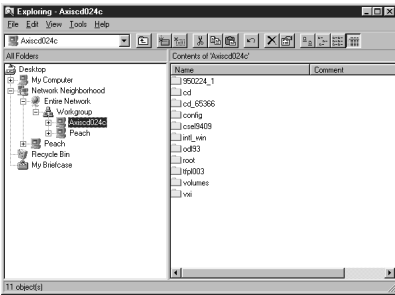 Exploring - Axiscd024c
File Edit View Tools Help
Axiscd024c
All Folders
Contents of 'Axiscd024c'
Desktop
My Computer
Network Neighborhood
Entire Network
Workgroup
Axiscd024c
Peach
Peach
Recycle Bin
My Briefcase
Name Comment
950224_1
cd
cd_65366
config
csel9409
intl_win
odl93
root
tfpl003
volumes
vxi
11 object(s)